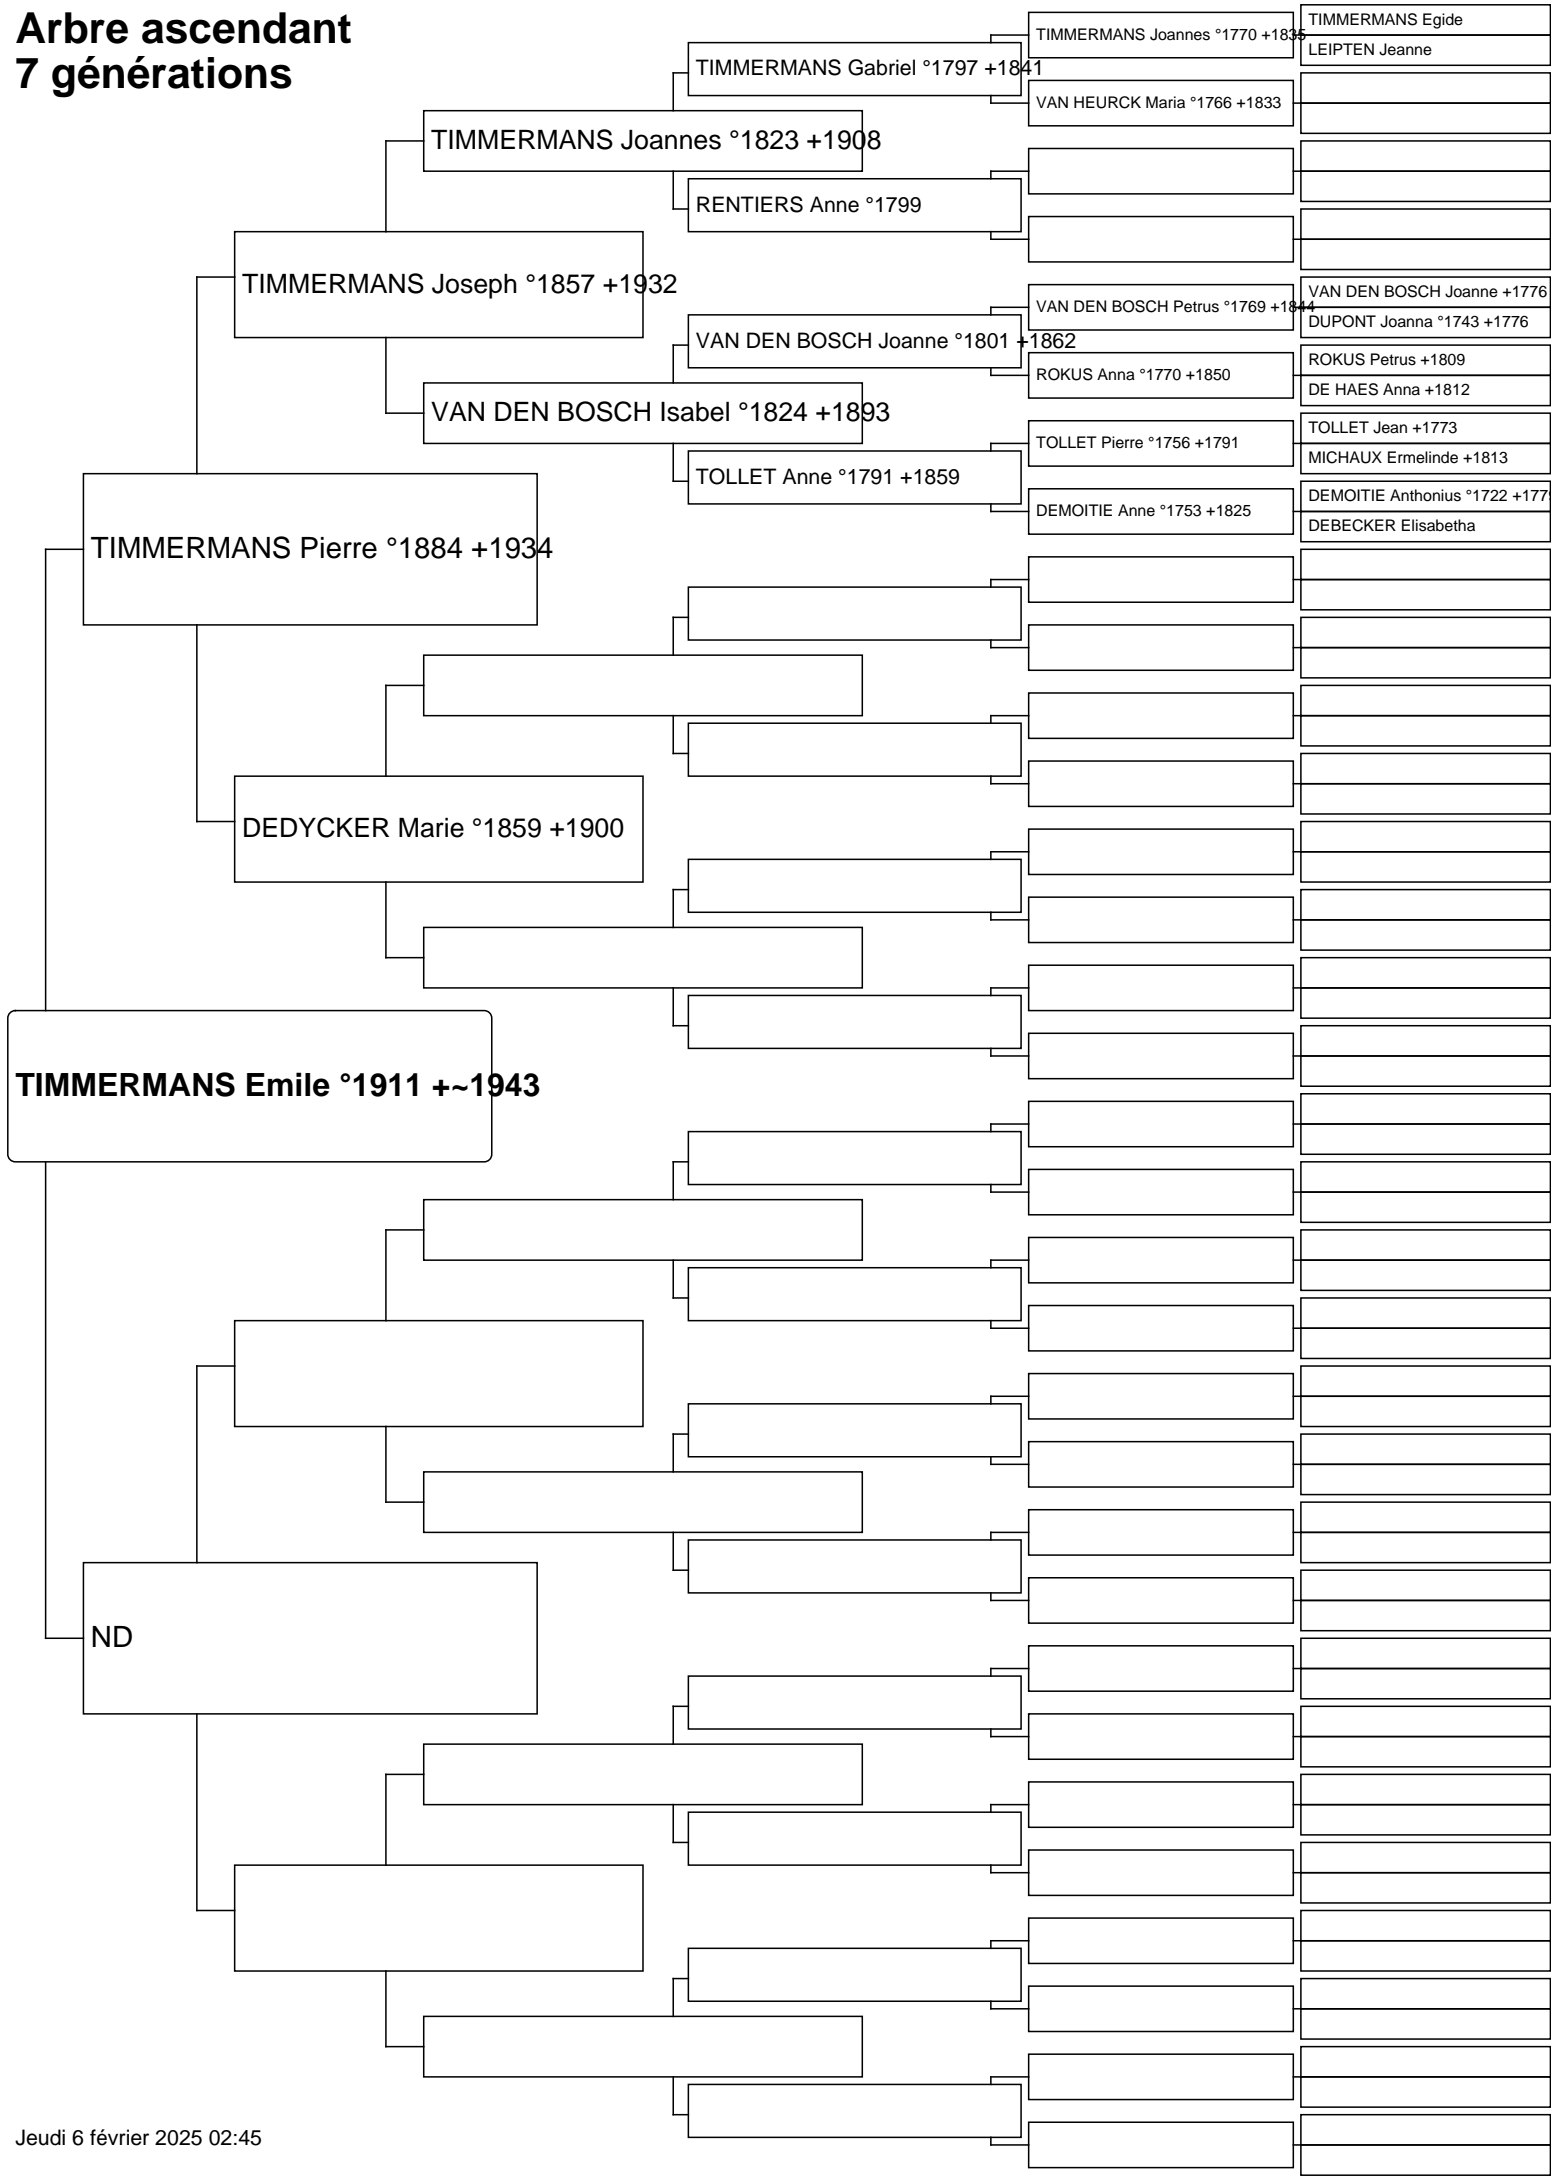 Arbre ascendant
7 générations
TIMMERMANS Joannes °1770 +1835
TIMMERMANS Egide
LEIPTEN Jeanne
TIMMERMANS Gabriel °1797 +1841
VAN HEURCK Maria °1766 +1833
TIMMERMANS Joannes °1823 +1908
RENTIERS Anne °1799
TIMMERMANS Joseph °1857 +1932
VAN DEN BOSCH Petrus °1769 +1844
VAN DEN BOSCH Joanne +1776
DUPONT Joanna °1743 +1776
VAN DEN BOSCH Joanne °1801 +1862
ROKUS Anna °1770 +1850
ROKUS Petrus +1809
DE HAES Anna +1812
VAN DEN BOSCH Isabel °1824 +1893
TOLLET Pierre °1756 +1791
TOLLET Jean +1773
MICHAUX Ermelinde +1813
TOLLET Anne °1791 +1859
DEMOITIE Anne °1753 +1825
DEMOITIE Anthonius °1722
DEBECKER Elisabetha
TIMMERMANS Pierre °1884 +1934
DEDYCKER Marie °1859 +1900
TIMMERMANS Emile °1911 +~1943
ND
Jeudi 6 février 2025 02:45